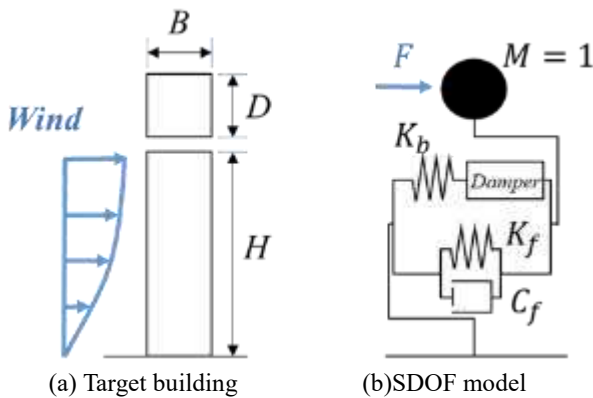 B
D
Wind
H
(a) Target building
F
M = 1
K_b
Damper
K_f
C_f
(b)SDOF model